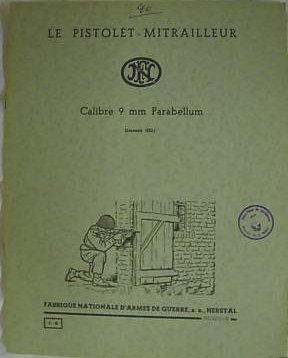 LE PISTOLET-MITRAILLEUR
FN
Calibre 9 mm Parabellum
FABRIQUE NATIONALE D'ARMES DE GUERRE, s. a., HERSTAL